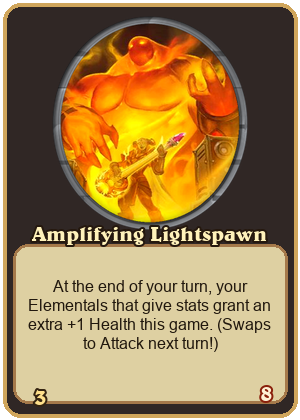 Amplifying Lightspawn
At the end of your turn, your
Elementals that give stats grant an
extra +1 Health this game. (Swaps
to Attack next turn!)
3 8